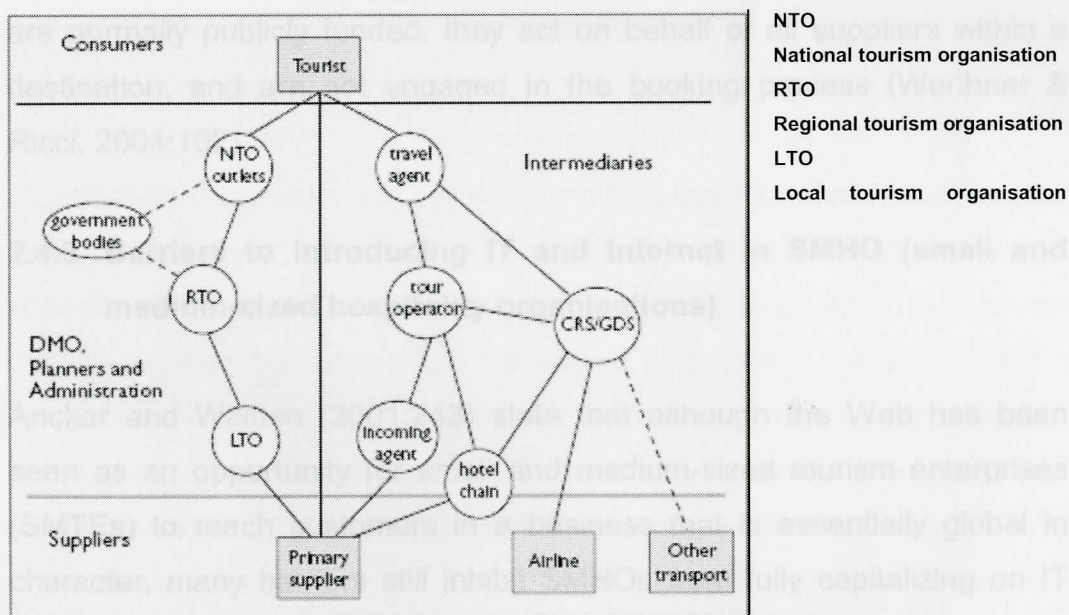 are normally publicly funded, they act on behalf of all suppliers within a
destination, and are not engaged in the booking process (Werthner &
Ricci, 2004:10
Consumers
Tourist
NTO
outlets
travel
agent
Intermediaries
government
bodies
RTO
tour
operator
CRS/GDS
DMO,
Planners and
Administration
LTO
incoming
agent
hotel
chain
Suppliers
Primary
supplier
Airline
Other
transport
NTO
National tourism organisation
RTO
Regional tourism organisation
LTO
Local tourism organisation
2.4. Barriers to introducing IT and Internet in SMHO (small and
medium-sized hospitality organisations)
Anckar and Walden state that although the Web has been
seen as an opportunity for small and medium-sized tourism enterprises
(SMTEs) to reach customers in a business that is essentially global in
character, many still inhibit SMHOs fully capitalizing on IT